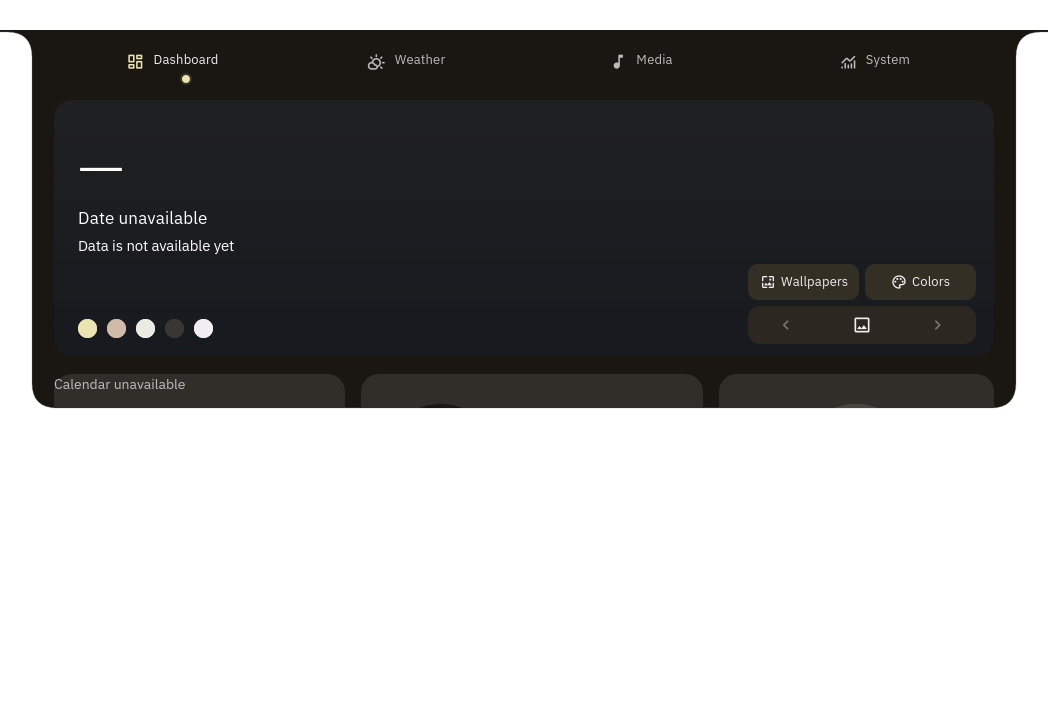 Dashboard
Weather
Media
System
—
Date unavailable
Data is not available yet
Wallpapers
Colors
Calendar unavailable